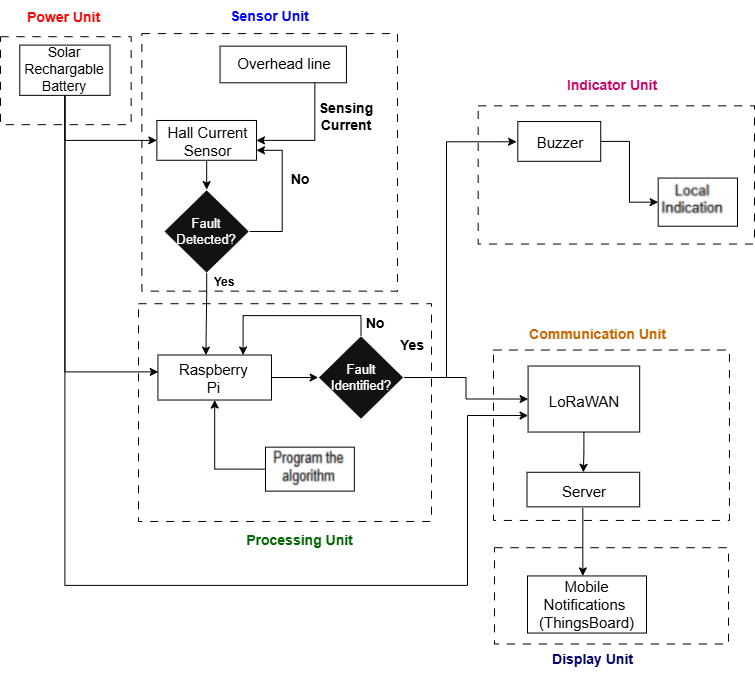 Power Unit
Solar
Rechargable
Battery
Sensor Unit
Overhead line
Sensing
Current
Hall Current
Sensor
No
Fault
Detected?
Yes
Indicator Unit
Buzzer
Local
Indication
No
Yes
Raspberry
Pi
Fault
Identified?
Program the
algorithm
Processing Unit
Communication Unit
LoRaWAN
Server
Mobile
Notifications
(ThingsBoard)
Display Unit